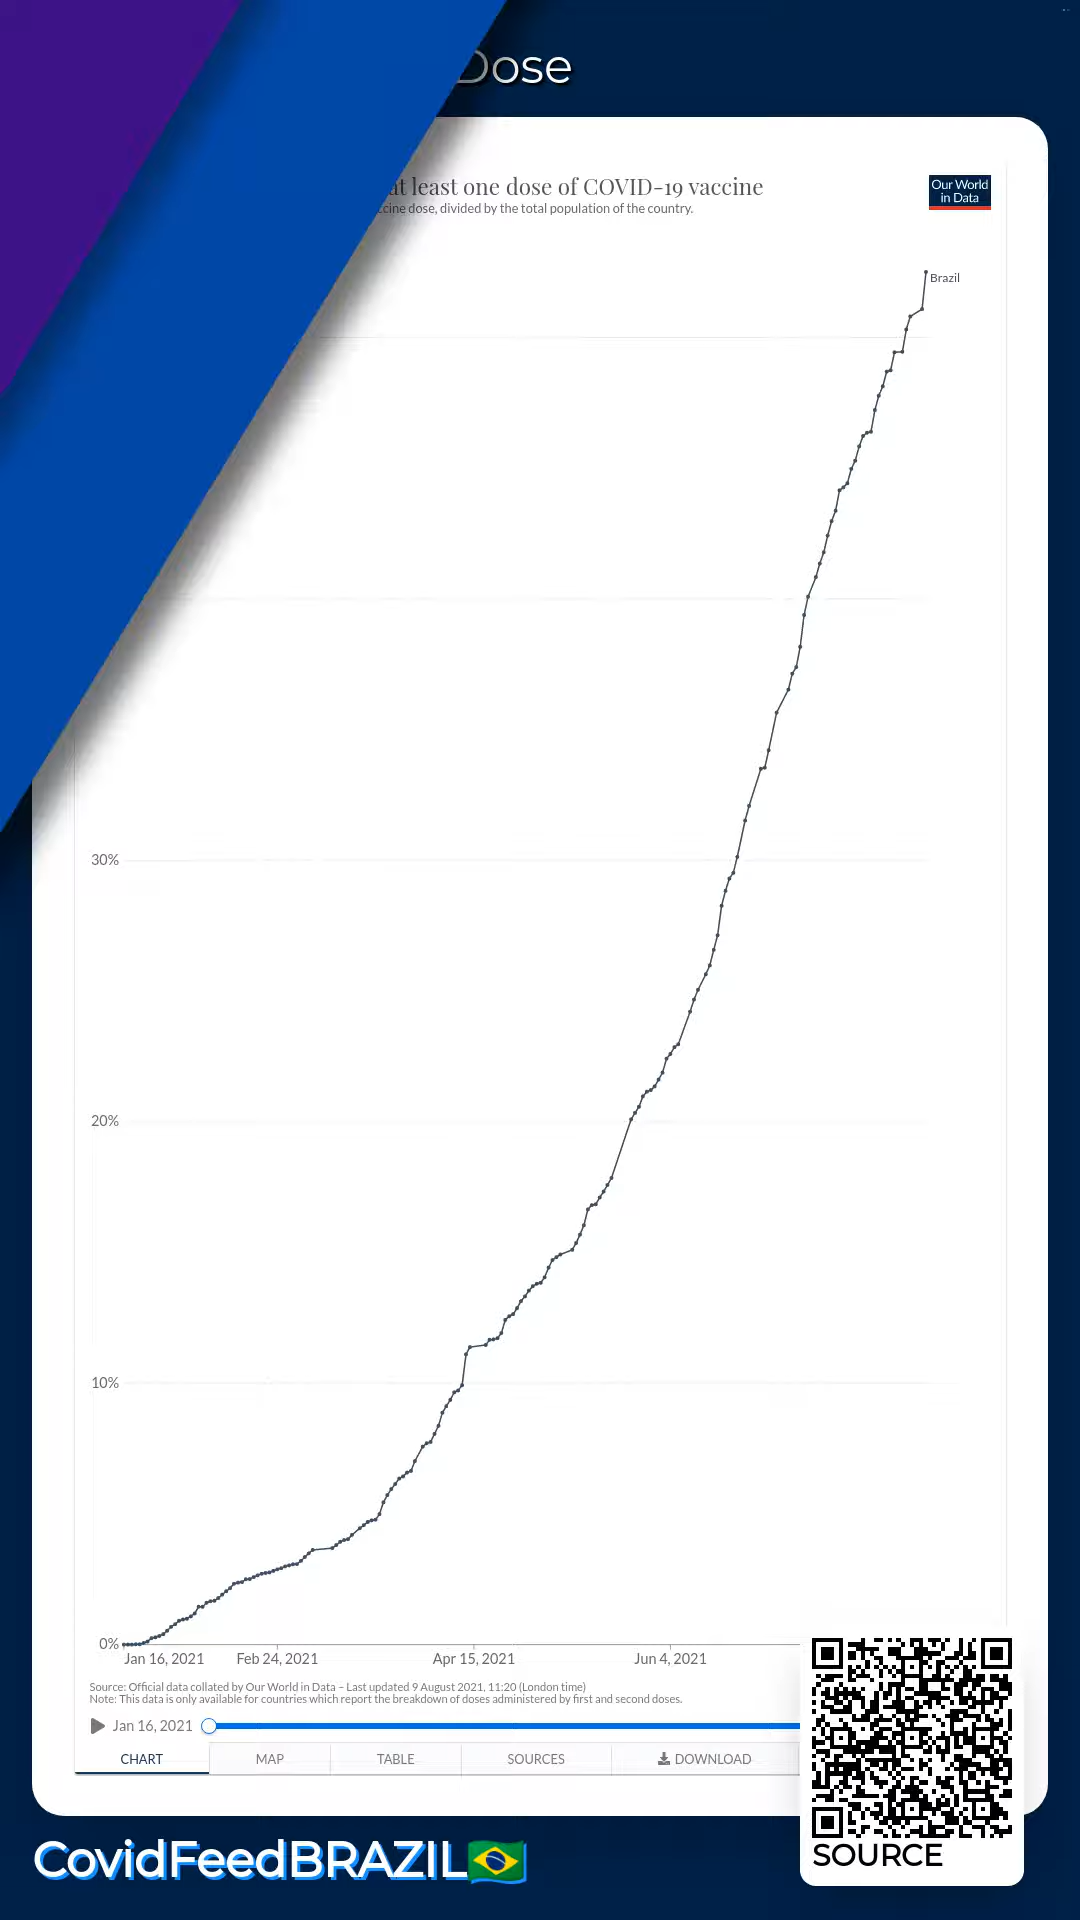 Dose
at least one dose of COVID-19 vaccine
vaccine dose, divided by the total population of the country.
Our World
in Data
Brazil
30%
20%
10%
0%
Jan 16, 2021 Feb 24, 2021 Apr 15, 2021 Jun 4, 2021
Source: Official data collated by Our World in Data – Last updated 9 August 2021, 11:20 (London time)
Note: This data is only available for countries which report the breakdown of doses administered by first and second doses.
Jan 16, 2021
CHART MAP TABLE SOURCES DOWNLOAD
SOURCE
CovidFeedBRAZIL